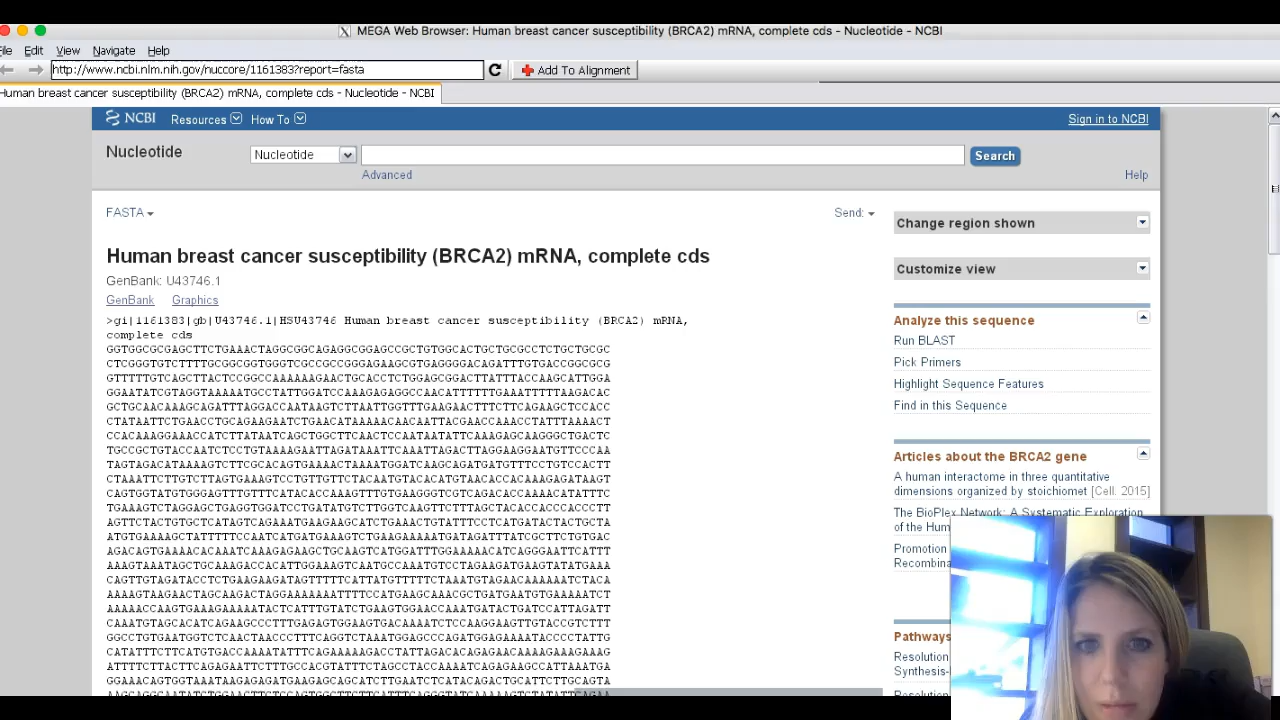 MEGA Web Browser: Human breast cancer susceptibility (BRCA2) mRNA, complete cds - Nucleotide - NCBI
File Edit View Navigate Help
http://www.ncbi.nlm.nih.gov/nuccore/1161383?report=fasta
Add To Alignment
Human breast cancer susceptibility (BRCA2) mRNA, complete cds - Nucleotide - NCBI
NCBI Resources How To Sign in to NCBI
Nucleotide Nucleotide Search
Advanced Help
FASTA Send:
Human breast cancer susceptibility (BRCA2) mRNA, complete cds
GenBank: U43746.1
GenBank Graphics
>gi|1161383|gb|U43746.1|HSU43746 Human breast cancer susceptibility (BRCA2) mRNA,
complete cds
GGTGGCGCGAGCTTCTGAAACTAGGCGGCAGAGGCGGAGCCGCTGTGGCACTGCTGCGCCTCTGCTGCGC
CTCGGGTGTCTTTTGCGGCGGTGGGTCGCCGCCGGGAGAAGCGTGAGGGGACAGATTTGTGACCGGCGCG
GTTTTTGTCAGCTTACTCCGGCCAAAAAAGAACTGCACCTCTGGAGCGGACTTATTTACCAAGCATTGGA
GGAATATCGTAGGTAAAAATGCCTATTGGATCCAAAGAGAGGCCAACATTTTTTGAAATTTTTAAGACAC
GCTGCAACAAAGCAGATTTAGGACCAATAAGTCTTAATTGGTTTGAAGAACTTTCTTCAGAAGCTCCACC
CTATAATTCTGAACCTGCAGAAGAATCTGAACATAAAAACAACAATTACGAACCAAACCTATTTAAAACT
CCACAAAGGAAACCATCTTATAATCAGCTGGCTTCAACTCCAATAATATTCAAAGAGCAAGGGCTGACTC
TGCCGCTGTACCAATCTCCTGTAAAAGAATTAGATAAATTCAAATTAGACTTAGGAAGGAATGTTCCCAA
TAGTAGACATAAAAGTCTTCGCACAGTGAAAACTAAAATGGATCAAGCAGATGATGTTTCCTGTCCACTT
CTAAATTCTTGTCTTAGTGAAAGTCCTGTTGTTCTACAATGTACACATGTAACACCACAAAGAGATAAGT
CAGTGGTATGTGGGAGTTTGTTTCATACACCAAAGTTTGTGAAGGGTCGTCAGACACCAAAACATATTTC
TGAAAGTCTAGGAGCTGAGGTGGATCCTGATATGTCTTGGTCAAGTTCTTTAGCTACACCACCCACCCTT
AGTTCTACTGTGCTCATAGTCAGAAATGAAGAAGCATCTGAAACTGTATTTCCTCATGATACTACTGCTA
ATGTGAAAAGCTATTTTTCCAATCATGATGAAAGTCTGAAGAAAAATGATAGATTTATCGCTTCTGTGAC
AGACAGTGAAAACACAAATCAAAGAGAAGCTGCAAGTCATGGATTTGGAAAAACATCAGGGAATTCATTT
AAAGTAAATAGCTGCAAAGACCACATTGGAAAGTCAATGCCAAATGTCCTAGAAGATGAAGTATATGAAA
CAGTTGTAGATACCTCTGAAGAAGATAGTTTTTCATTATGTTTTTCTAAATGTAGAACAAAAAATCTACA
AAAAGTAAGAACTAGCAAGACTAGGAAAAAAATTTTCCATGAAGCAAACGCTGATGAATGTGAAAAATCT
AAAAACCAAGTGAAAGAAAAATACTCATTTGTATCTGAAGTGGAACCAAATGATACTGATCCATTAGATT
CAAATGTAGCACATCAGAAGCCCTTTGAGAGTGGAAGTGACAAAATCTCCAAGGAAGTTGTACCGTCTTT
GGCCTGTGAATGGTCTCAACTAACCCTTTCAGGTCTAAATGGAGCCCAGATGGAGAAAATACCCCTATTG
CATATTTCTTCATGTGACCAAAATATTTCAGAAAAAGACCTATTAGACACAGAGAACAAAAGAAAGAAAG
ATTTTCTTACTTCAGAGAATTCTTTGCCACGTATTTCTAGCCTACCAAAATCAGAGAAGCCATTAAATGA
GGAAACAGTGGTAAATAAGAGAGATGAAGAGCAGCATCTTGAATCTCATACAGACTGCATTCTTGCAGTA
Change region shown
Customize view
Analyze this sequence
Run BLAST
Pick Primers
Highlight Sequence Features
Find in this Sequence
Articles about the BRCA2 gene
A human interactome in three quantitative
dimensions organized by stoichiomet [Cell. 2015]
The BioPlex Network: A Systematic Exploration
of the Hum
Promotion
Recombina
Pathways
Resolution
Synthesis-
Resolution